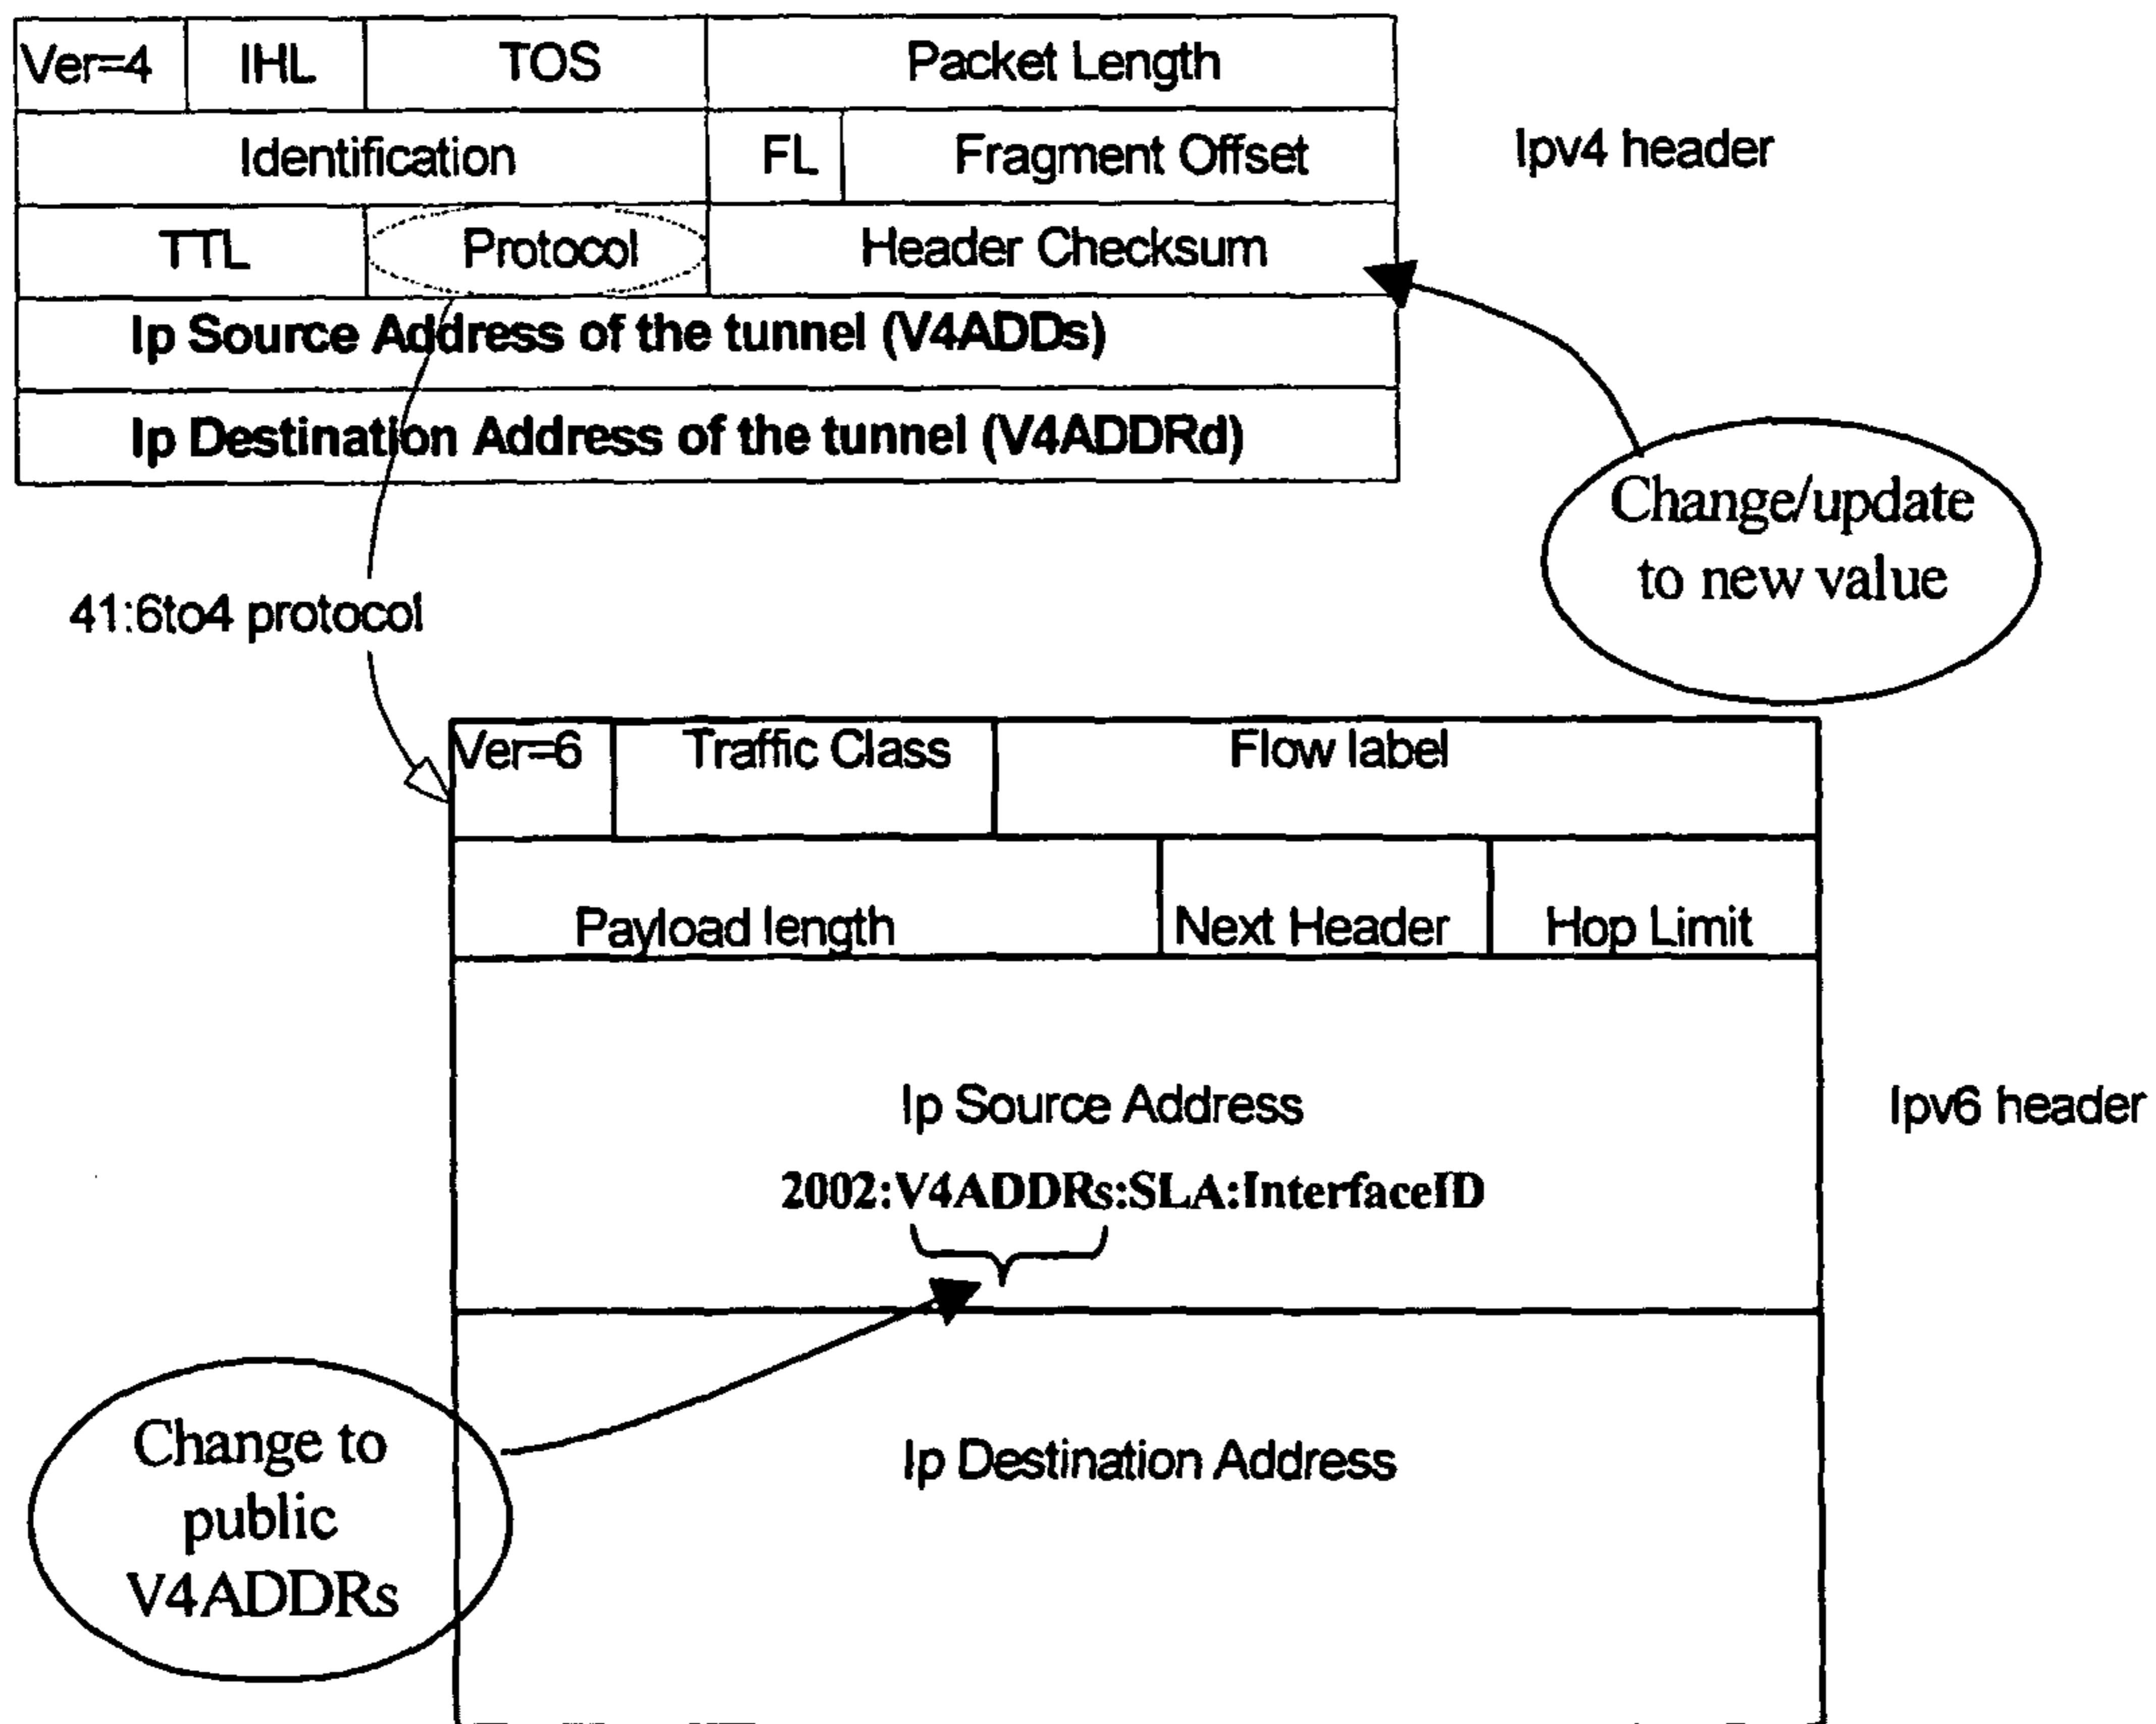 Ver=4 IHL TOS Packet Length
Identification FL Fragment Offset
Ipv4 header
TTL Protocol Header Checksum
Ip Source Address of the tunnel (V4ADDs)
Ip Destination Address of the tunnel (V4ADDRd)
Change/update
to new value
41:6to4 protocol
Ver=6 Traffic Class Flow label
Payload length Next Header Hop Limit
Ip Source Address
Ipv6 header
2002:V4ADDRs:SLA:InterfaceID
Change to
public
V4ADDRs
Ip Destination Address